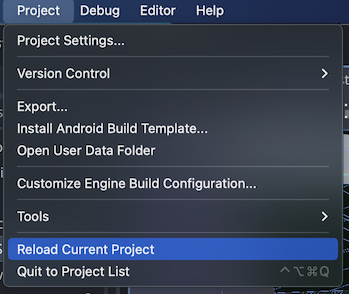 Project Debug Editor Help
Project Settings...
Version Control
Export...
Install Android Build Template...
Open User Data Folder
Customize Engine Build Configuration...
Tools
Reload Current Project
Quit to Project List ⌃⌥⌘Q